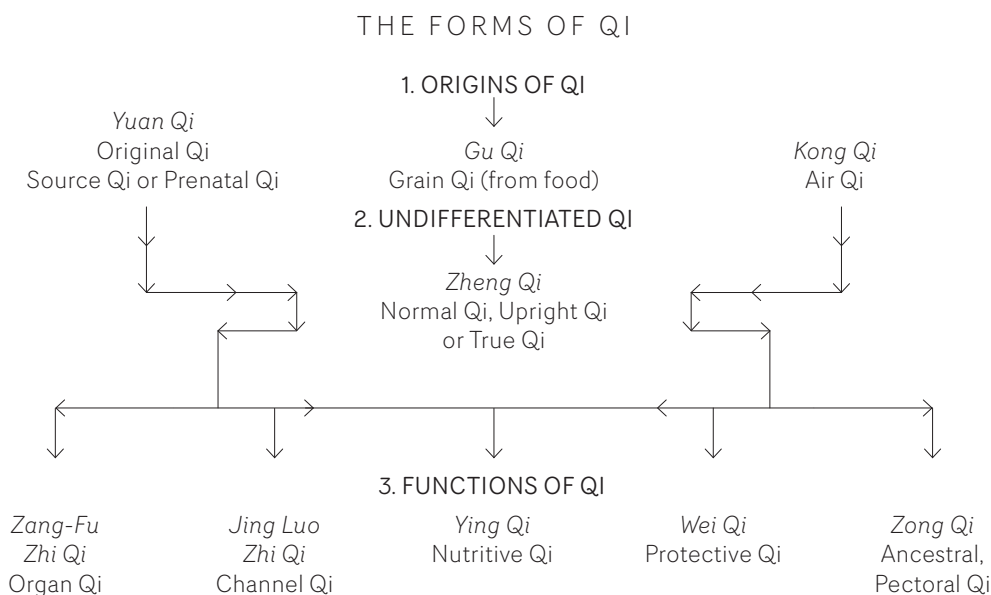 THE FORMS OF QI
1. ORIGINS OF QI
Yuan Qi
Original Qi
Source Qi or Prenatal Qi
Gu Qi
Grain Qi (from food)
Kong Qi
Air Qi
2. UNDIFFERENTIATED QI
Zheng Qi
Normal Qi, Upright Qi
or True Qi
3. FUNCTIONS OF QI
Zang-Fu
Zhi Qi
Organ Qi
Jing Luo
Zhi Qi
Channel Qi
Ying Qi
Nutritive Qi
Wei Qi
Protective Qi
Zong Qi
Ancestral,
Pectoral Qi